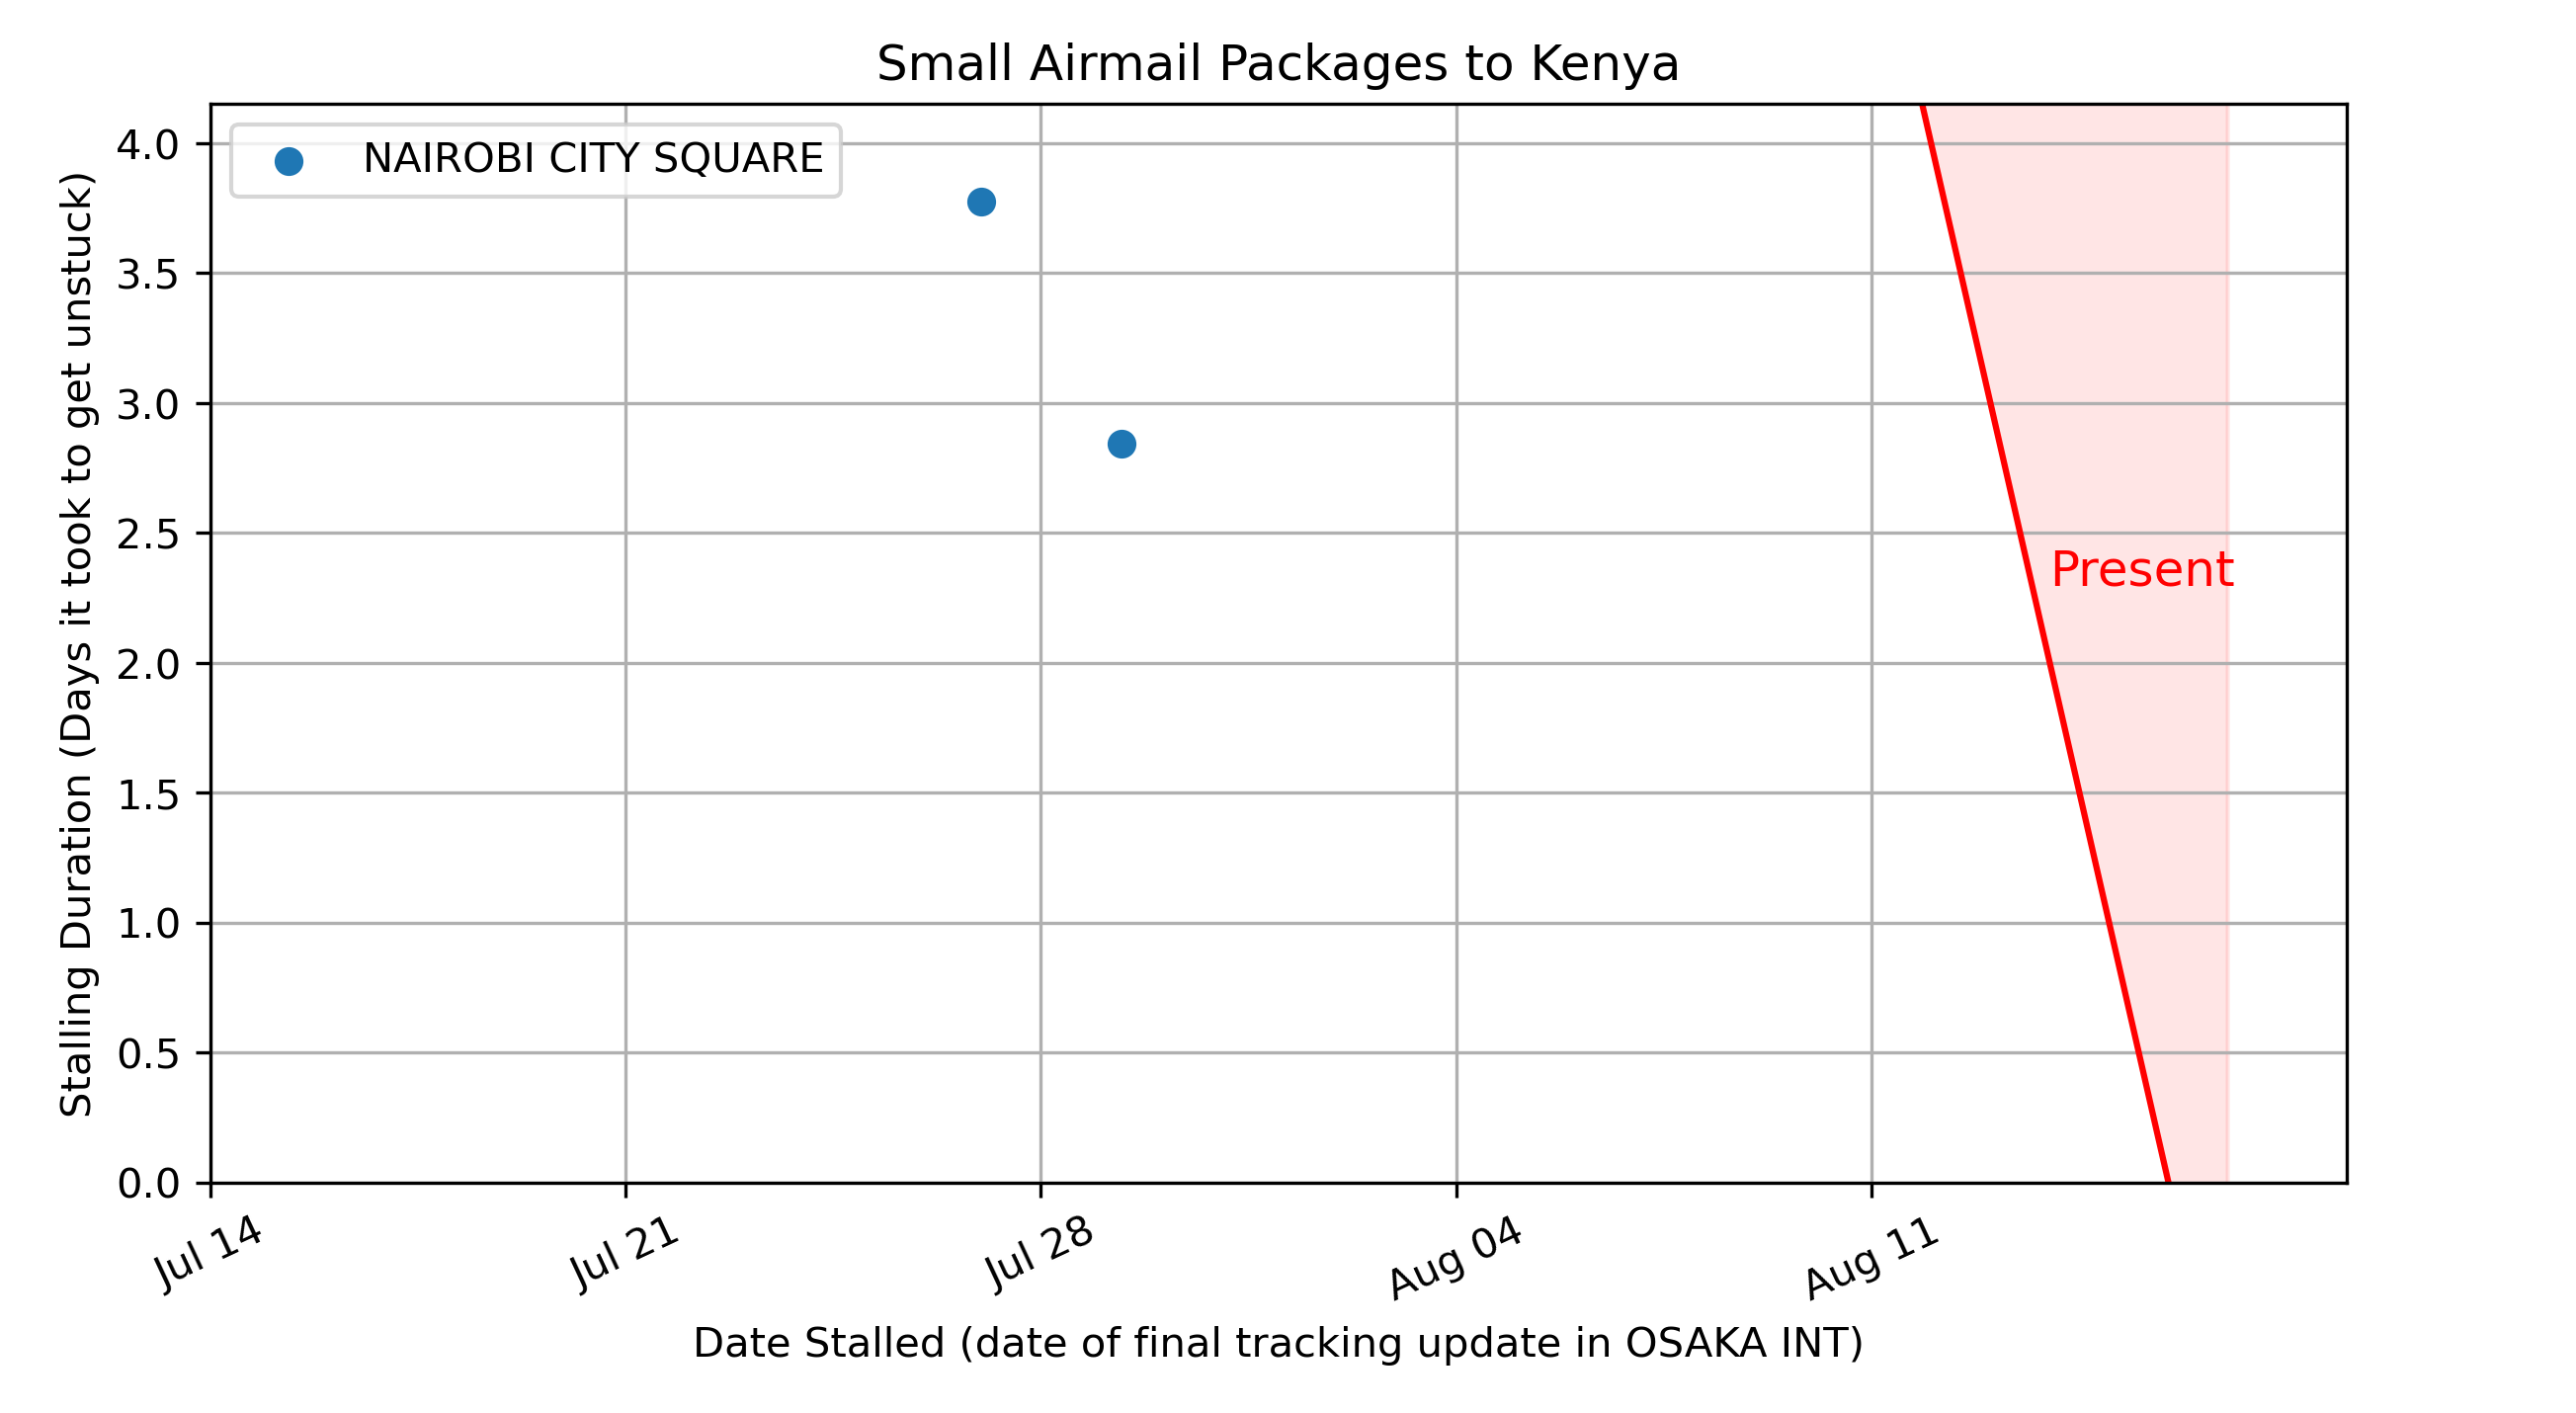 Small Airmail Packages to Kenya
NAIROBI CITY SQUARE
Stalling Duration (Days it took to get unstuck)
4.0
3.5
3.0
2.5
2.0
1.5
1.0
0.5
0.0
Present
Jul 14
Jul 21
Jul 28
Aug 04
Aug 11
Date Stalled (date of final tracking update in OSAKA INT)